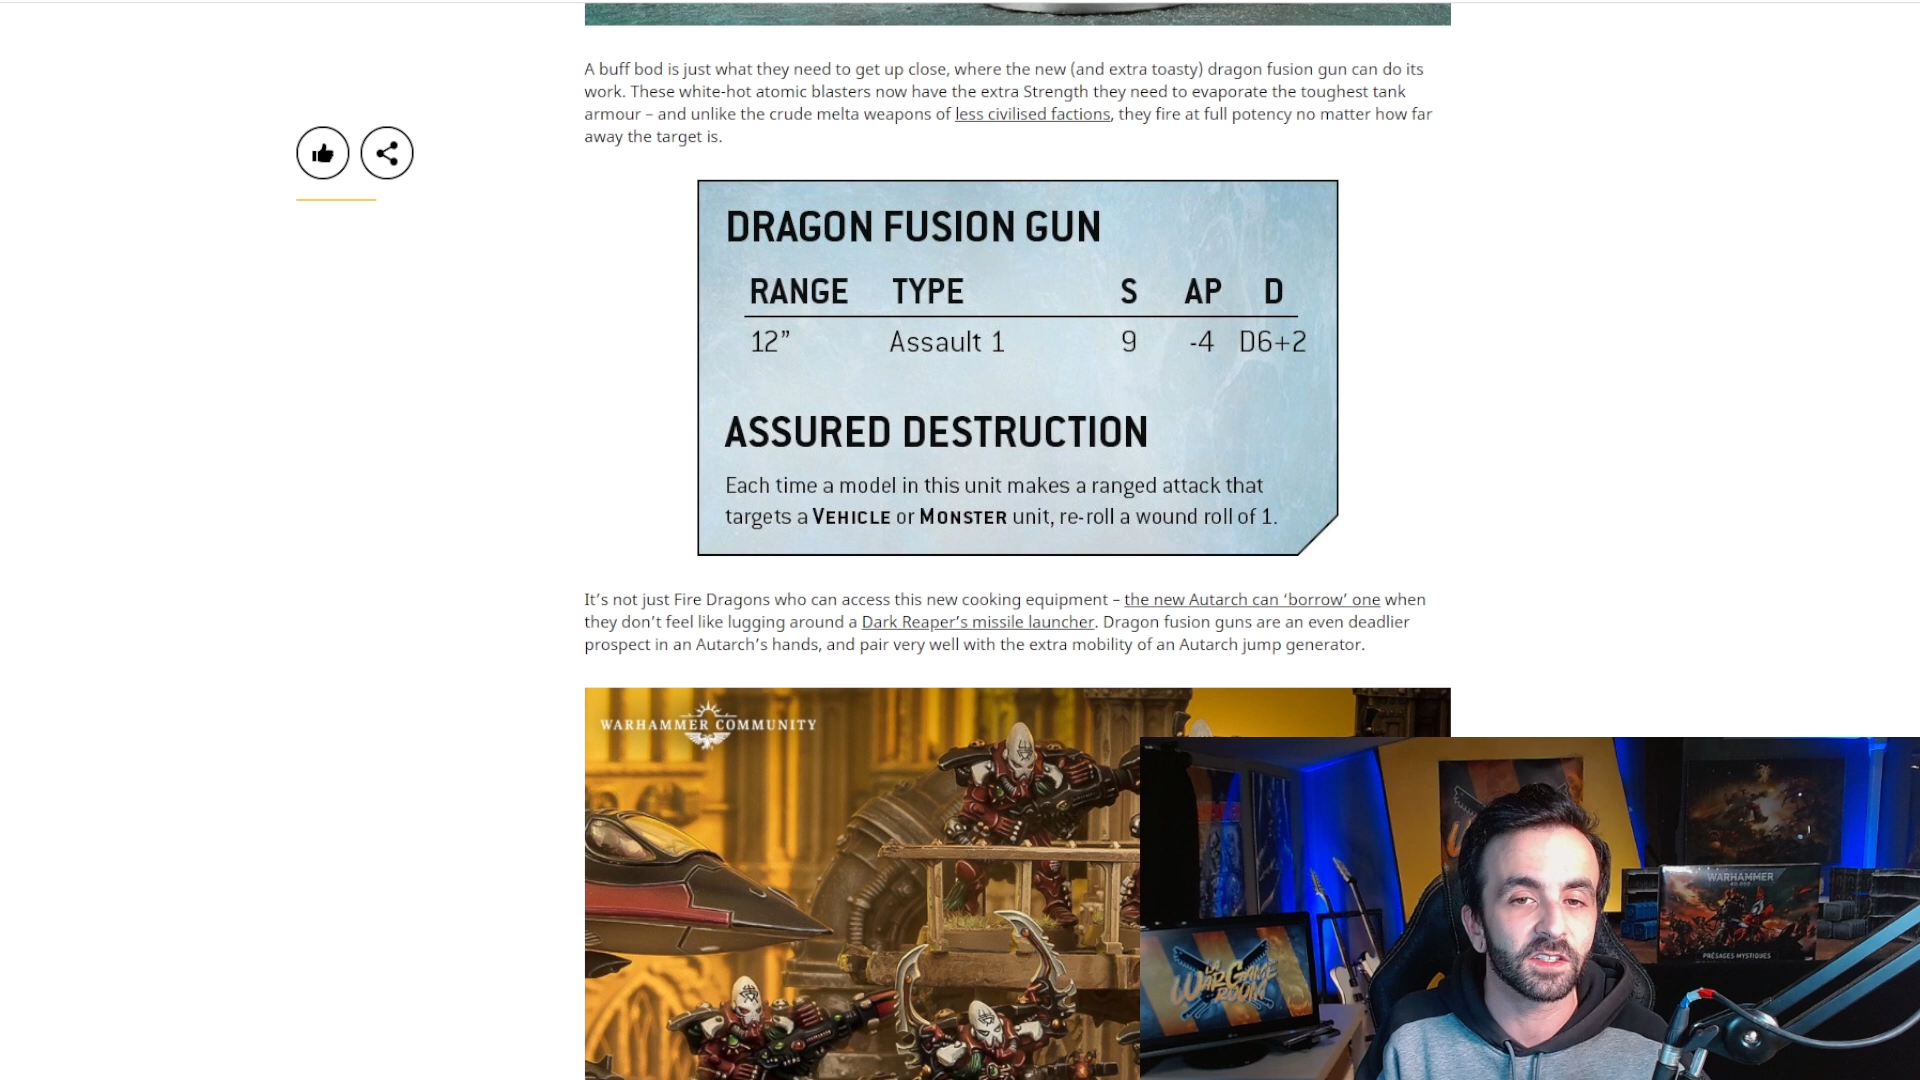 A buff bod is just what they need to get up close, where the new (and extra toasty) dragon fusion gun can do its
work. These white-hot atomic blasters now have the extra Strength they need to evaporate the toughest tank
armour – and unlike the crude melta weapons of less civilised factions, they fire at full potency no matter how far
away the target is.
DRAGON FUSION GUN
RANGE TYPE S AP D
12” Assault 1 9 -4 D6+2
ASSURED DESTRUCTION
Each time a model in this unit makes a ranged attack that
targets a VEHICLE or MONSTER unit, re-roll a wound roll of 1.
It’s not just Fire Dragons who can access this new cooking equipment – the new Autarch can ‘borrow’ one when
they don’t feel like lugging around a Dark Reaper’s missile launcher. Dragon fusion guns are an even deadlier
prospect in an Autarch’s hands, and pair very well with the extra mobility of an Autarch jump generator.
WARHAMMER COMMUNITY
WARHAMMER
40,000
PRÉSAGES MYSTIQUES
LA
WARGAME
ROOM